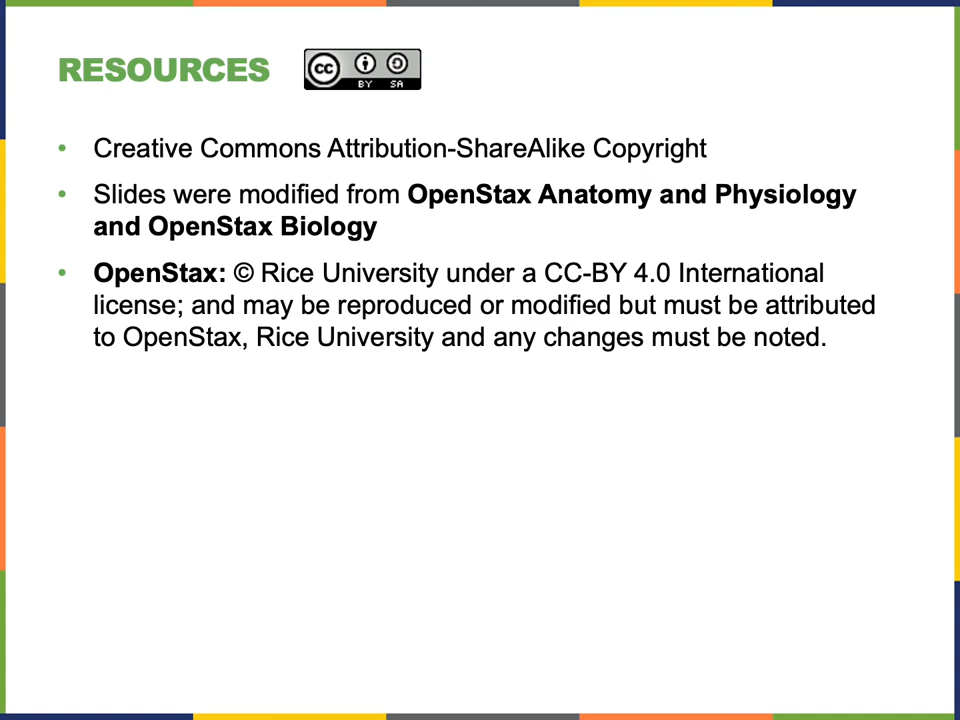 RESOURCES
cc BY SA
• Creative Commons Attribution-ShareAlike Copyright
• Slides were modified from OpenStax Anatomy and Physiology
and OpenStax Biology
• OpenStax: © Rice University under a CC-BY 4.0 International
license; and may be reproduced or modified but must be attributed
to OpenStax, Rice University and any changes must be noted.